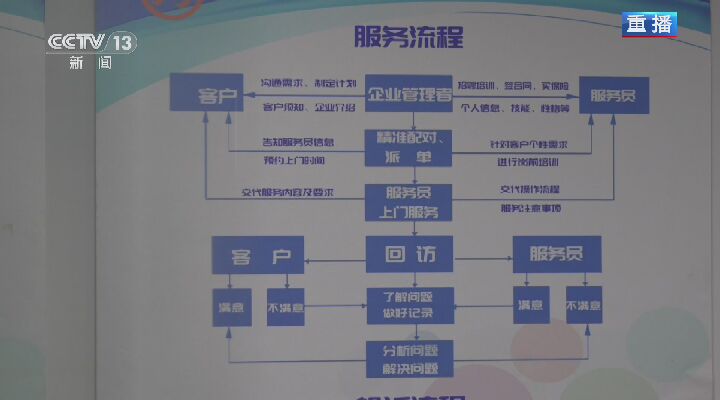 CCTV 13
新闻
重播
服务流程
客户
沟通需求、制定计划
客户须知、企业介绍
企业管理者
招聘培训、签合同、买保险
个人信息、技能、性格等
服务员
告知服务员信息
预约上门时间
精准配对、
派单
针对客户个性需求
进行岗前培训
交代服务内容及要求
服务员
上门服务
交代操作流程
服务注意事项
客户
回访
服务员
满意
不满意
了解问题
做好记录
满意
不满意
分析问题
解决问题